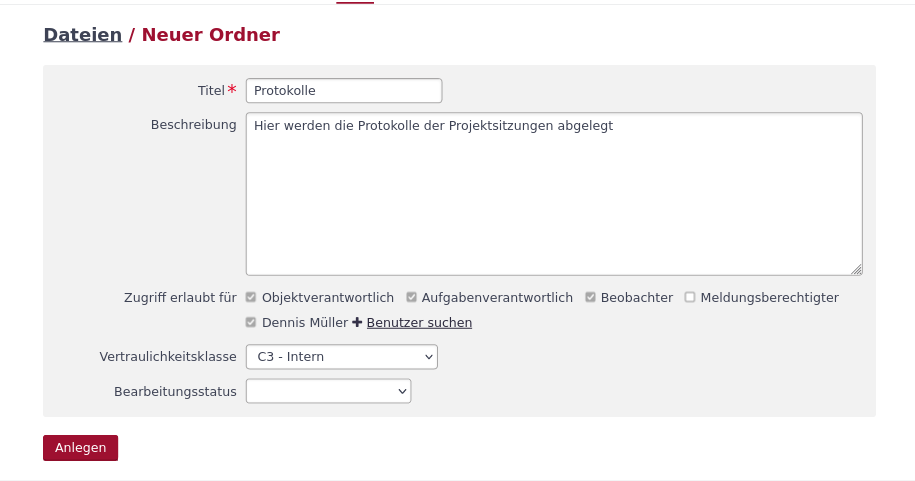 Dateien / Neuer Ordner
Titel* Protokolle
Beschreibung Hier werden die Protokolle der Projektsitzungen abgelegt
Zugriff erlaubt für Objektverantwortlich Aufgabenverantwortlich Beobachter Meldungsberechtigter
Dennis Müller + Benutzer suchen
Vertraulichkeitsklasse C3 - Intern
Bearbeitungsstatus
Anlegen